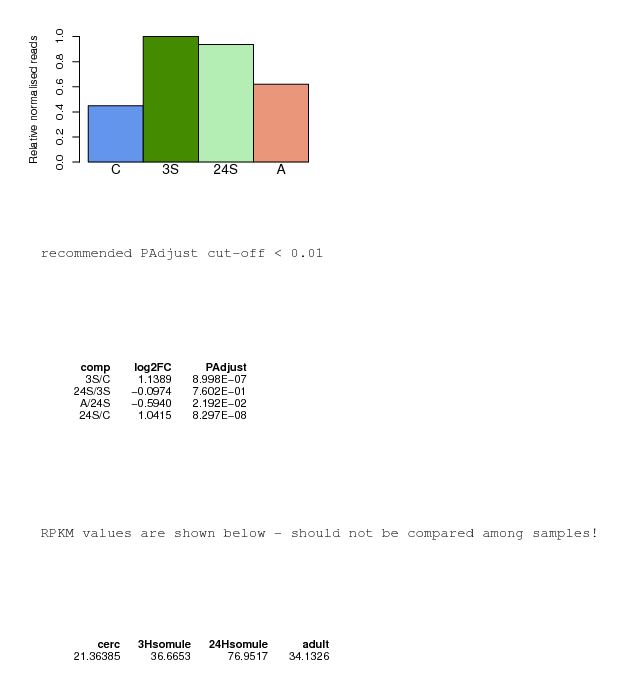 Relative normalised reads
1.0
0.8
0.6
0.4
0.2
0.0
C 3S 24S A
recommended PAdjust cut-off < 0.01
comp log2FC PAdjust
3S/C 1.1389 8.998E−07
24S/3S −0.0974 7.602E−01
A/24S −0.5940 2.192E−02
24S/C 1.0415 8.297E−08
RPKM values are shown below - should not be compared among samples!
cerc 3Hsomule 24Hsomule adult
21.36385 36.6653 76.9517 34.1326